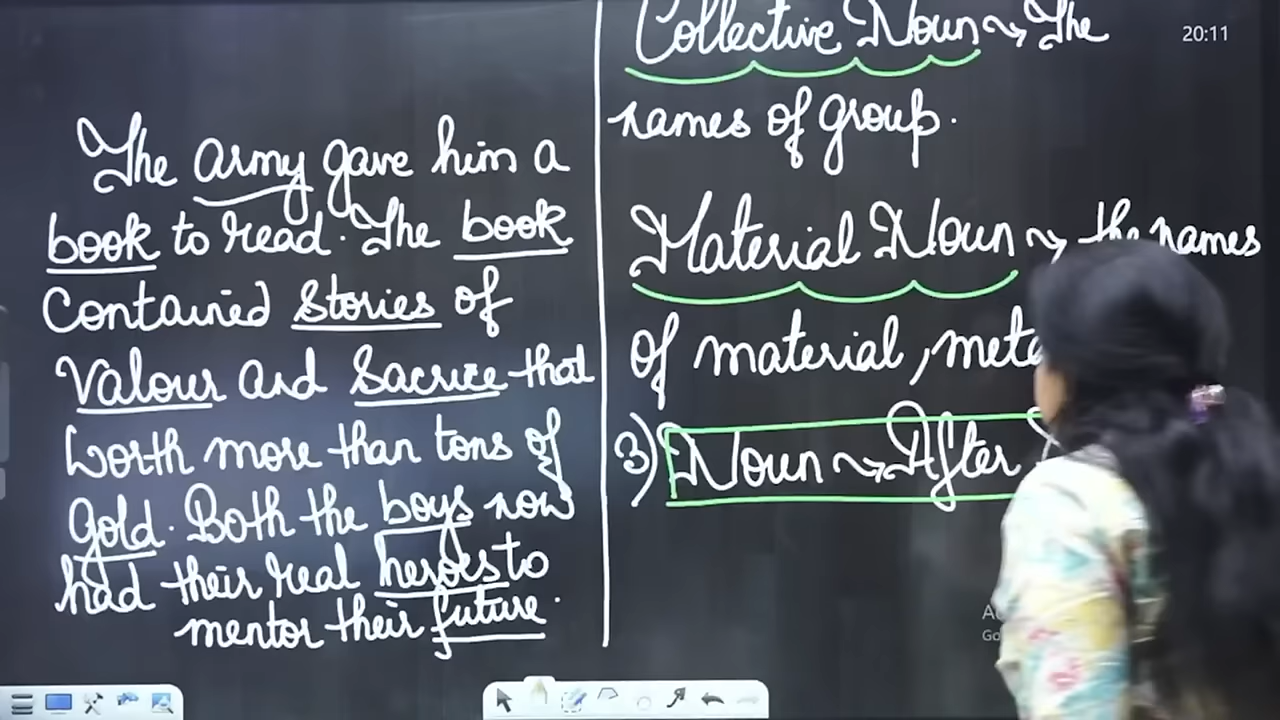 The army gave him a
book to read. The book
Contained Stories of
Valour and Sacrice that
Worth more than tons of
Gold. Both the boys now
had their real heroes to
mentor their future.
Collective Noun ⤳ The
names of group.
Material Noun ⤳ the names
of material,
3) Noun ⤳ After
20:11